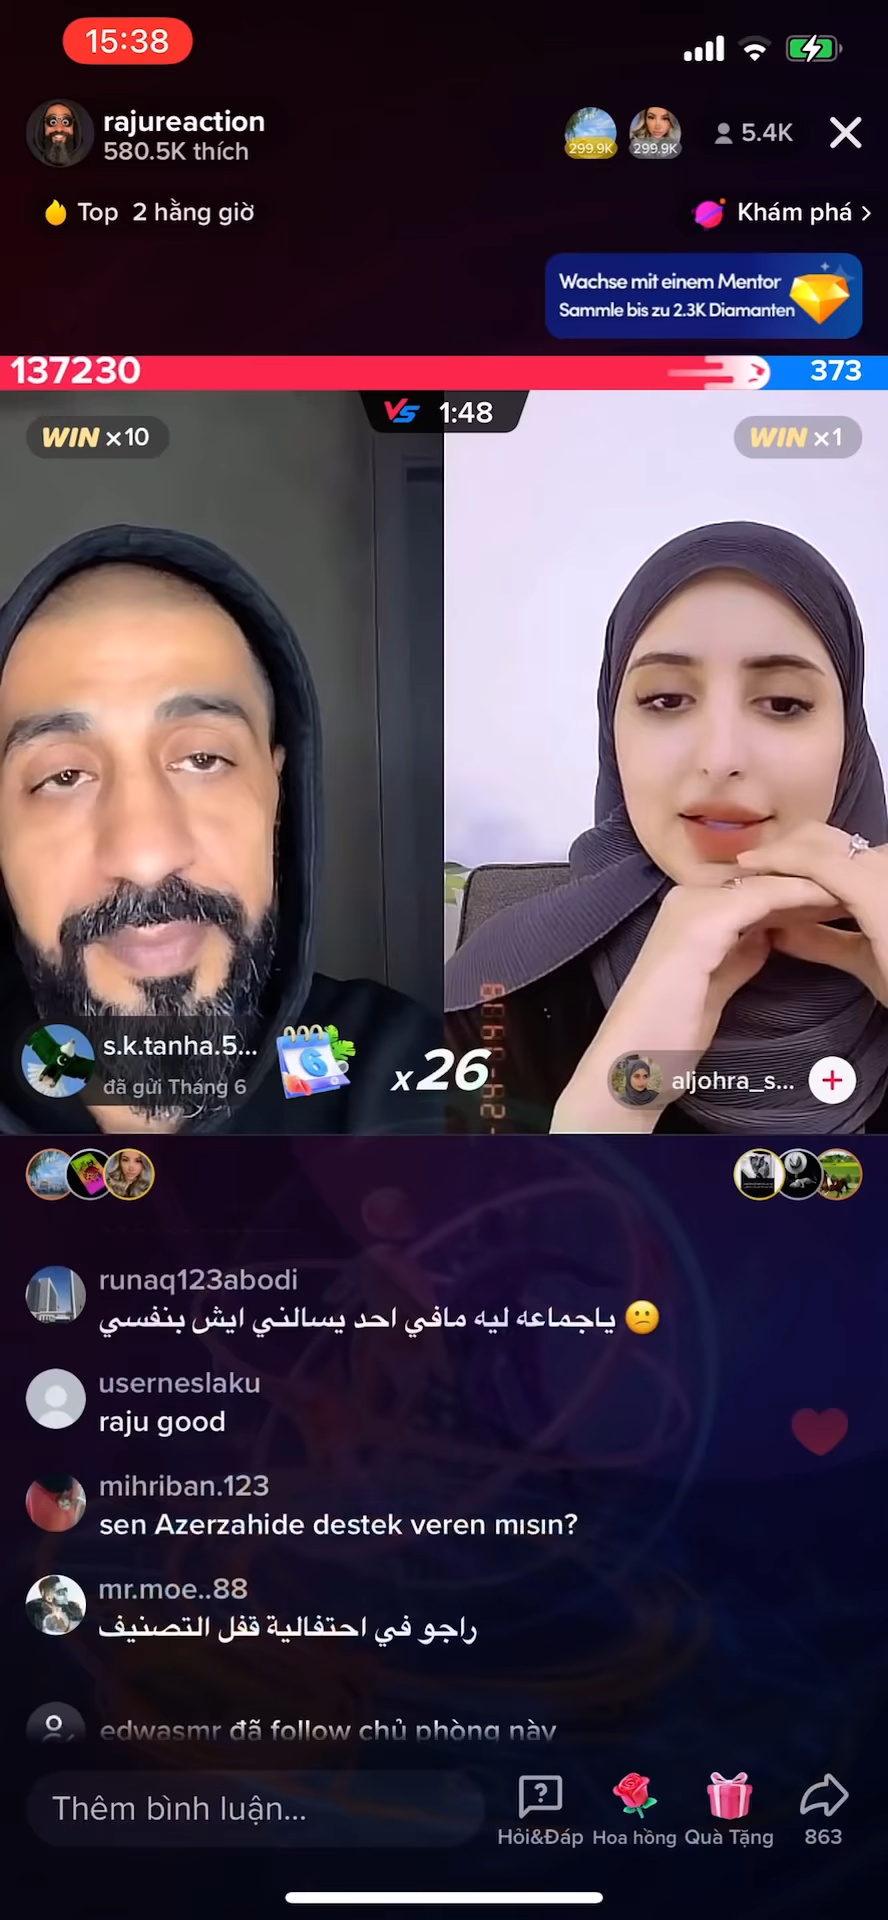 15:38
rajureaction
580.5K thích
299.9K
299.9K
5.4K
Top 2 hằng giờ
Khám phá >
Wachse mit einem Mentor
Sammle bis zu 2.3K Diamanten
137230
373
VS 1:48
WIN x10
WIN x1
s.k.tanha.5...
đã gửi Tháng 6
6
x26
aljohra_s...
runaq123abodi
ياجماعه ليه مافي احد يسالني ايش بنفسي 😕
userneslaku
raju good
mihriban.123
sen Azerzahide destek veren mısın?
mr.moe..88
راجو في احتفالية قفل التصنيف
edwasmr đã follow chủ phòng này
Thêm bình luận...
Hỏi&Đáp
Hoa hồng
Quà Tặng
863